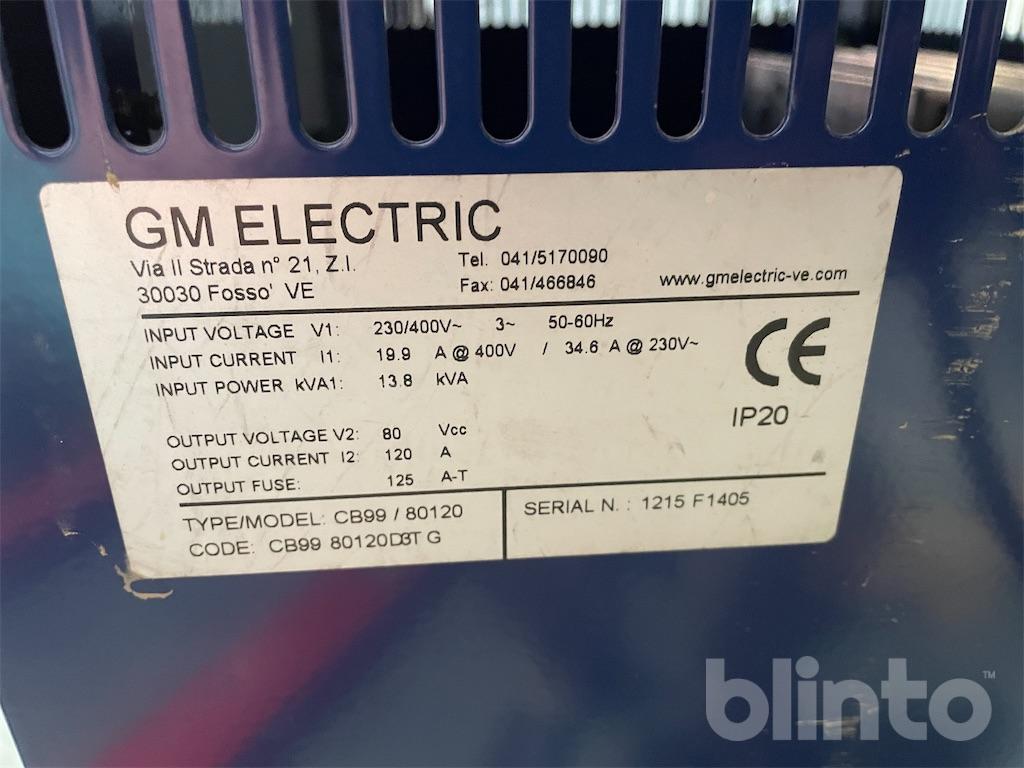 GM ELECTRIC
Via II Strada n° 21, Z.I.
30030 Fosso' VE
Tel. 041/5170090
Fax: 041/466846
www.gmelectric-ve.com
INPUT VOLTAGE V1: 230/400V~ 3~ 50-60Hz
INPUT CURRENT I1: 19.9 A @ 400V / 34.6 A @ 230V~
INPUT POWER kVA1: 13.8 kVA
CE
IP20
OUTPUT VOLTAGE V2: 80 Vcc
OUTPUT CURRENT I2: 120 A
OUTPUT FUSE: 125 A-T
TYPE/MODEL: CB99 / 80120
CODE: CB99 80120D3T G
SERIAL N. : 1215 F1405
blinto™